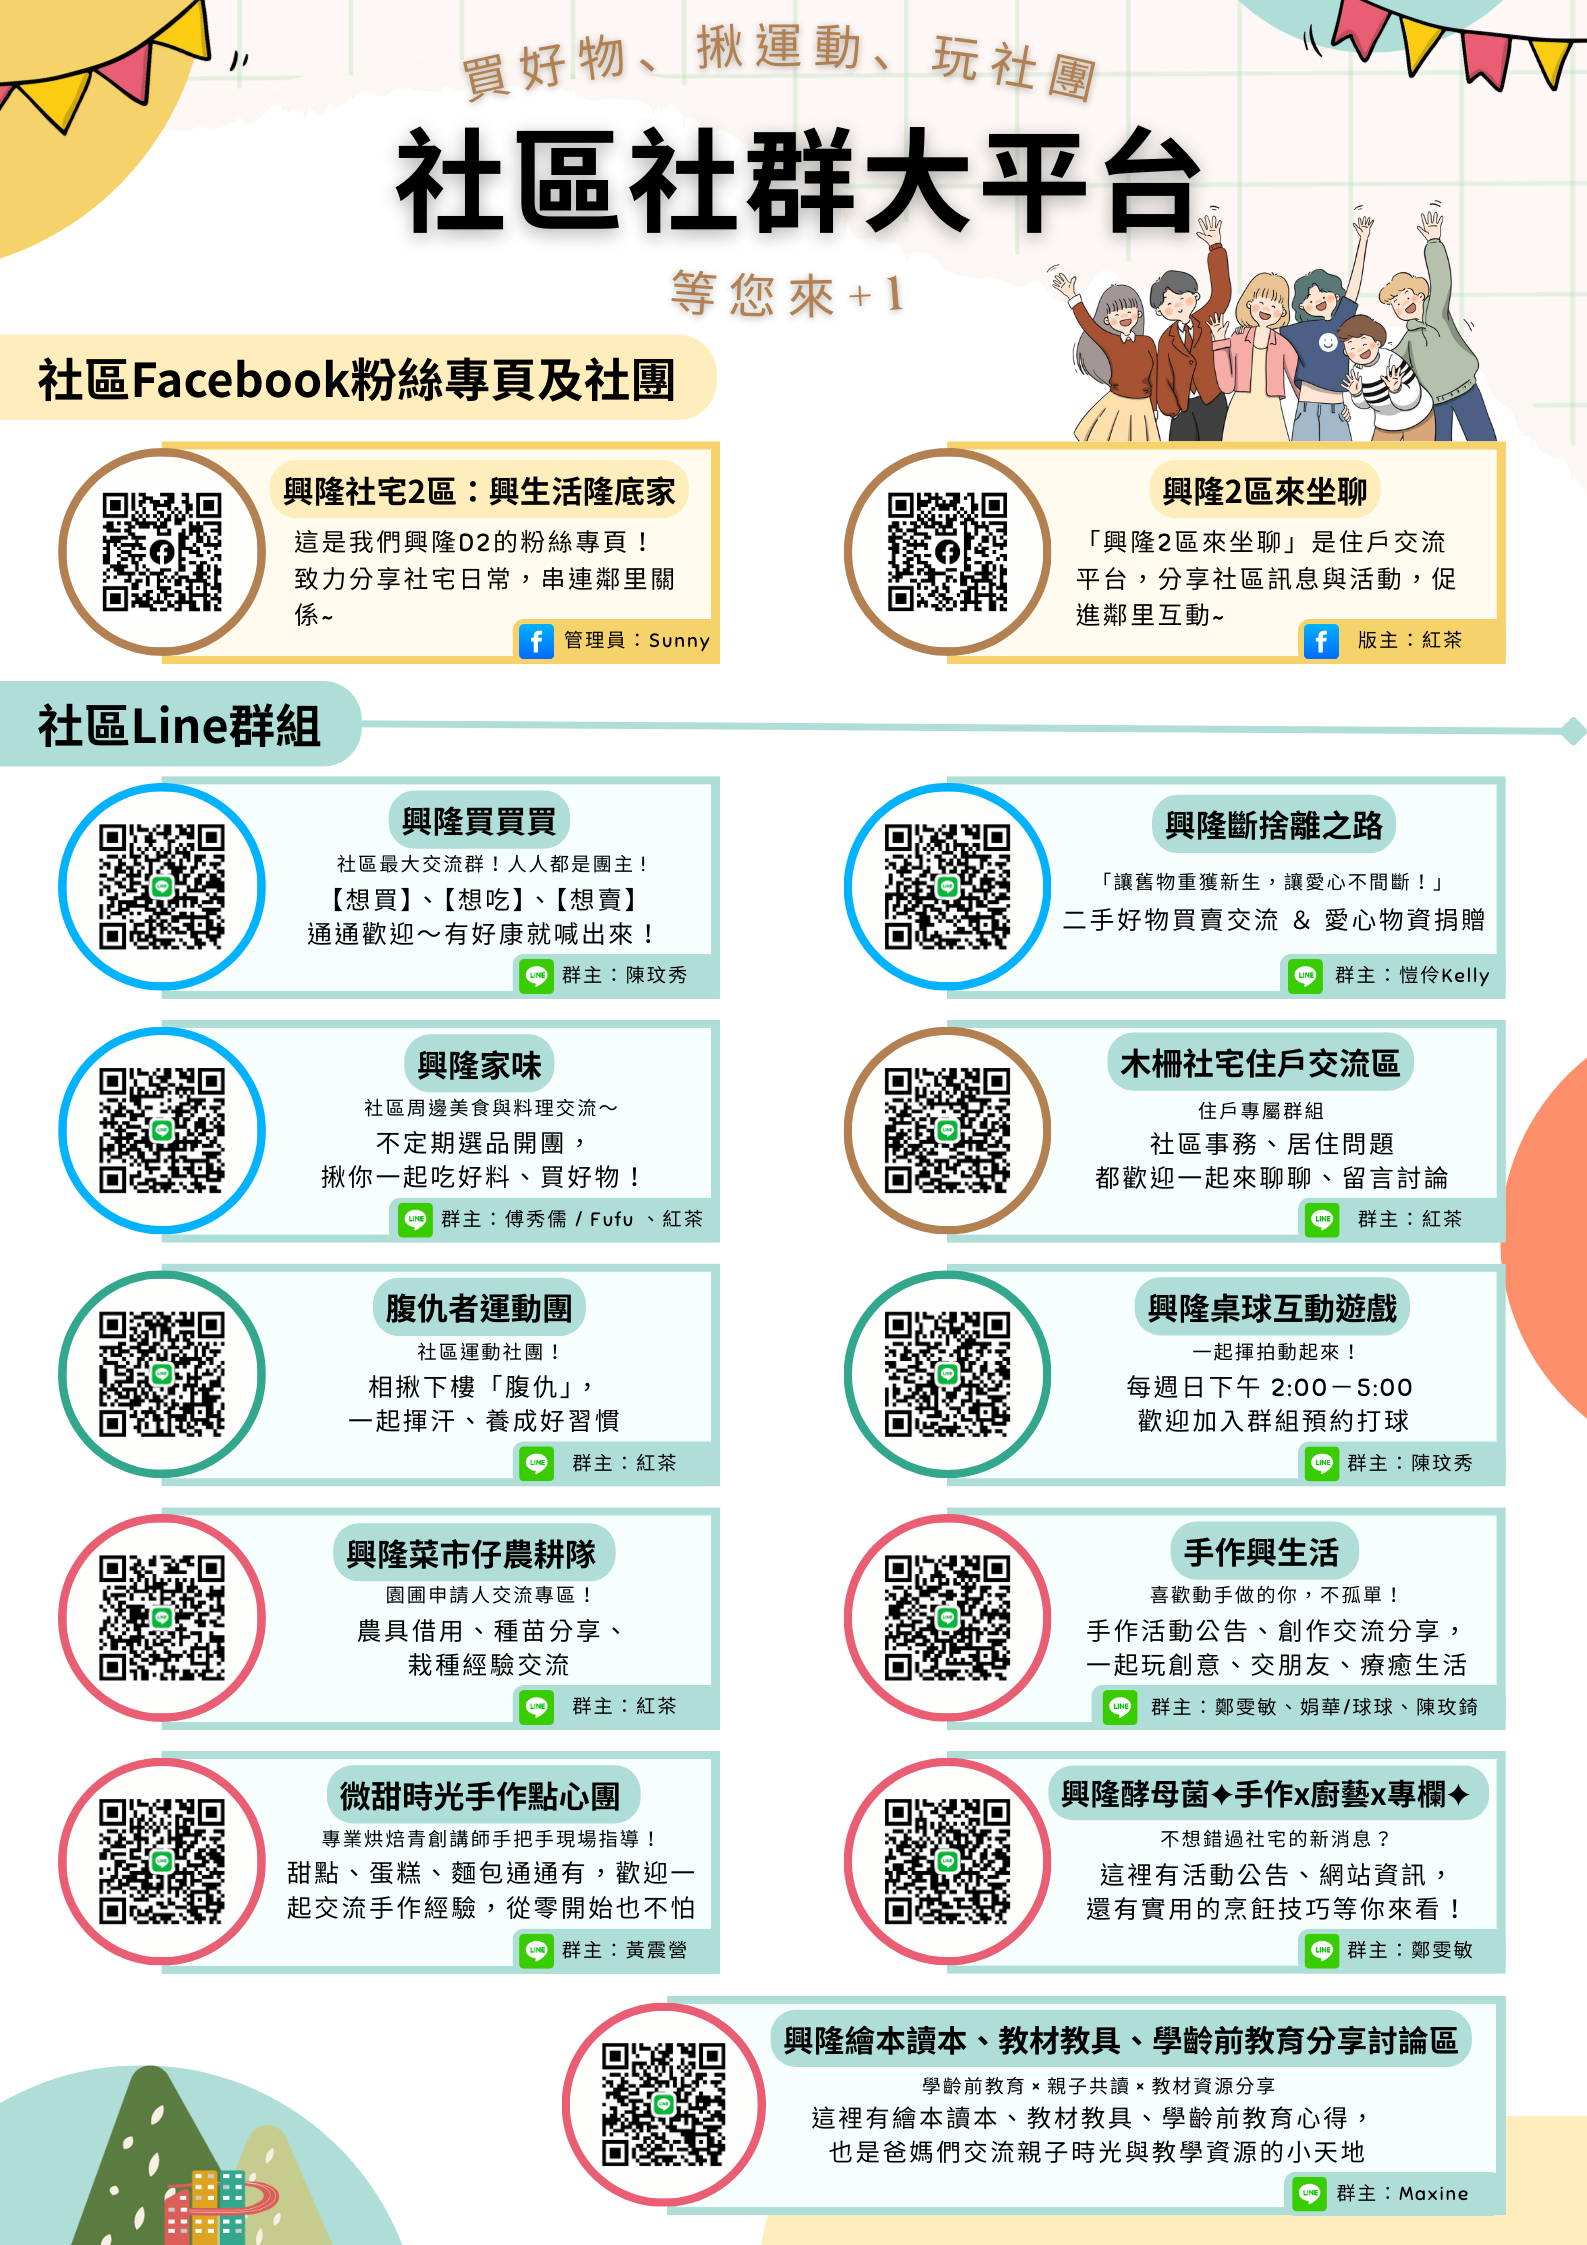 買好物、揪運動、玩社團
社區社群大平台
等您來+1
社區Facebook粉絲專頁及社團
興隆社宅2區：興生活隆底家
這是我們興隆D2的粉絲專頁！
致力分享社宅日常，串連鄰里關
係~
管理員：Sunny
興隆2區來坐聊
「興隆2區來坐聊」是住戶交流
平台，分享社區訊息與活動，促
進鄰里互動~
版主：紅茶
社區Line群組
興隆買買買
社區最大交流群！人人都是團主！
【想買】、【想吃】、【想賣】
通通歡迎～有好康就喊出來！
LINE
群主：陳玟秀
興隆斷捨離之路
「讓舊物重獲新生，讓愛心不間斷！」
二手好物買賣交流 & 愛心物資捐贈
LINE
群主：愷伶Kelly
興隆家味
社區周邊美食與料理交流～
不定期選品開團，
揪你一起吃好料、買好物！
LINE
群主：傅秀儒 / Fufu 、紅茶
木柵社宅住戶交流區
住戶專屬群組
社區事務、居住問題
都歡迎一起來聊聊、留言討論
LINE
群主：紅茶
腹仇者運動團
社區運動社團！
相揪下樓「腹仇」，
一起揮汗、養成好習慣
LINE
群主：紅茶
興隆桌球互動遊戲
一起揮拍動起來！
每週日下午 2:00－5:00
歡迎加入群組預約打球
LINE
群主：陳玟秀
興隆菜市仔農耕隊
園圃申請人交流專區！
農具借用、種苗分享、
栽種經驗交流
LINE
群主：紅茶
手作興生活
喜歡動手做的你，不孤單！
手作活動公告、創作交流分享，
一起玩創意、交朋友、療癒生活
LINE
群主：鄭雯敏、娟華/球球、陳玫錡
微甜時光手作點心團
專業烘焙青創講師手把手現場指導！
甜點、蛋糕、麵包通通有，歡迎一
起交流手作經驗，從零開始也不怕
LINE
群主：黃震營
興隆酵母菌✦手作x廚藝x專欄✦
不想錯過社宅的新消息？
這裡有活動公告、網站資訊，
還有實用的烹飪技巧等你來看！
LINE
群主：鄭雯敏
興隆繪本讀本、教材教具、學齡前教育分享討論區
學齡前教育 × 親子共讀 × 教材資源分享
這裡有繪本讀本、教材教具、學齡前教育心得，
也是爸媽們交流親子時光與教學資源的小天地
LINE
群主：Maxine